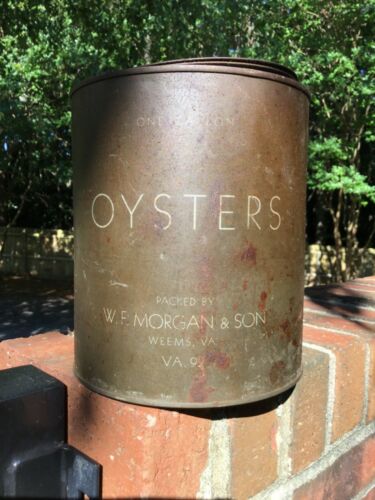 ONE GALLON
OYSTERS
PACKED BY
W. F. MORGAN & SON
WEEMS, VA.
VA. 9